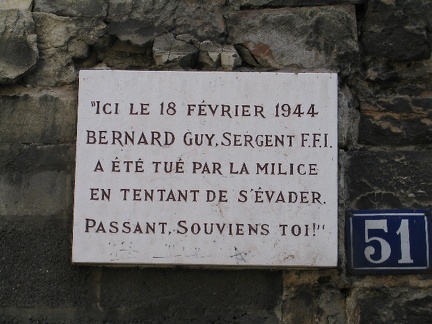 "ICI LE 18 FÉVRIER 1944
BERNARD GUY, SERGENT F.F.I.
A ÉTÉ TUÉ PAR LA MILICE
EN TENTANT DE S'ÉVADER.
PASSANT, SOUVIENS TOI!"
51